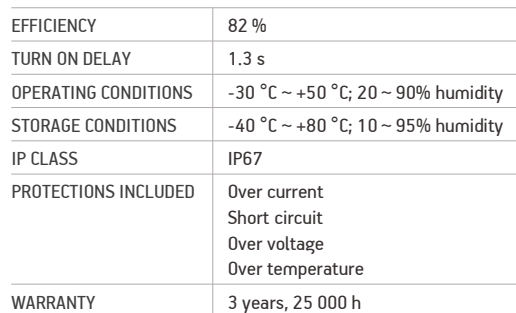 EFFICIENCY 82 %
TURN ON DELAY 1.3 s
OPERATING CONDITIONS -30 °C ~ +50 °C; 20 ~ 90% humidity
STORAGE CONDITIONS -40 °C ~ +80 °C; 10 ~ 95% humidity
IP CLASS IP67
PROTECTIONS INCLUDED Over current
Short circuit
Over voltage
Over temperature
WARRANTY 3 years, 25 000 h